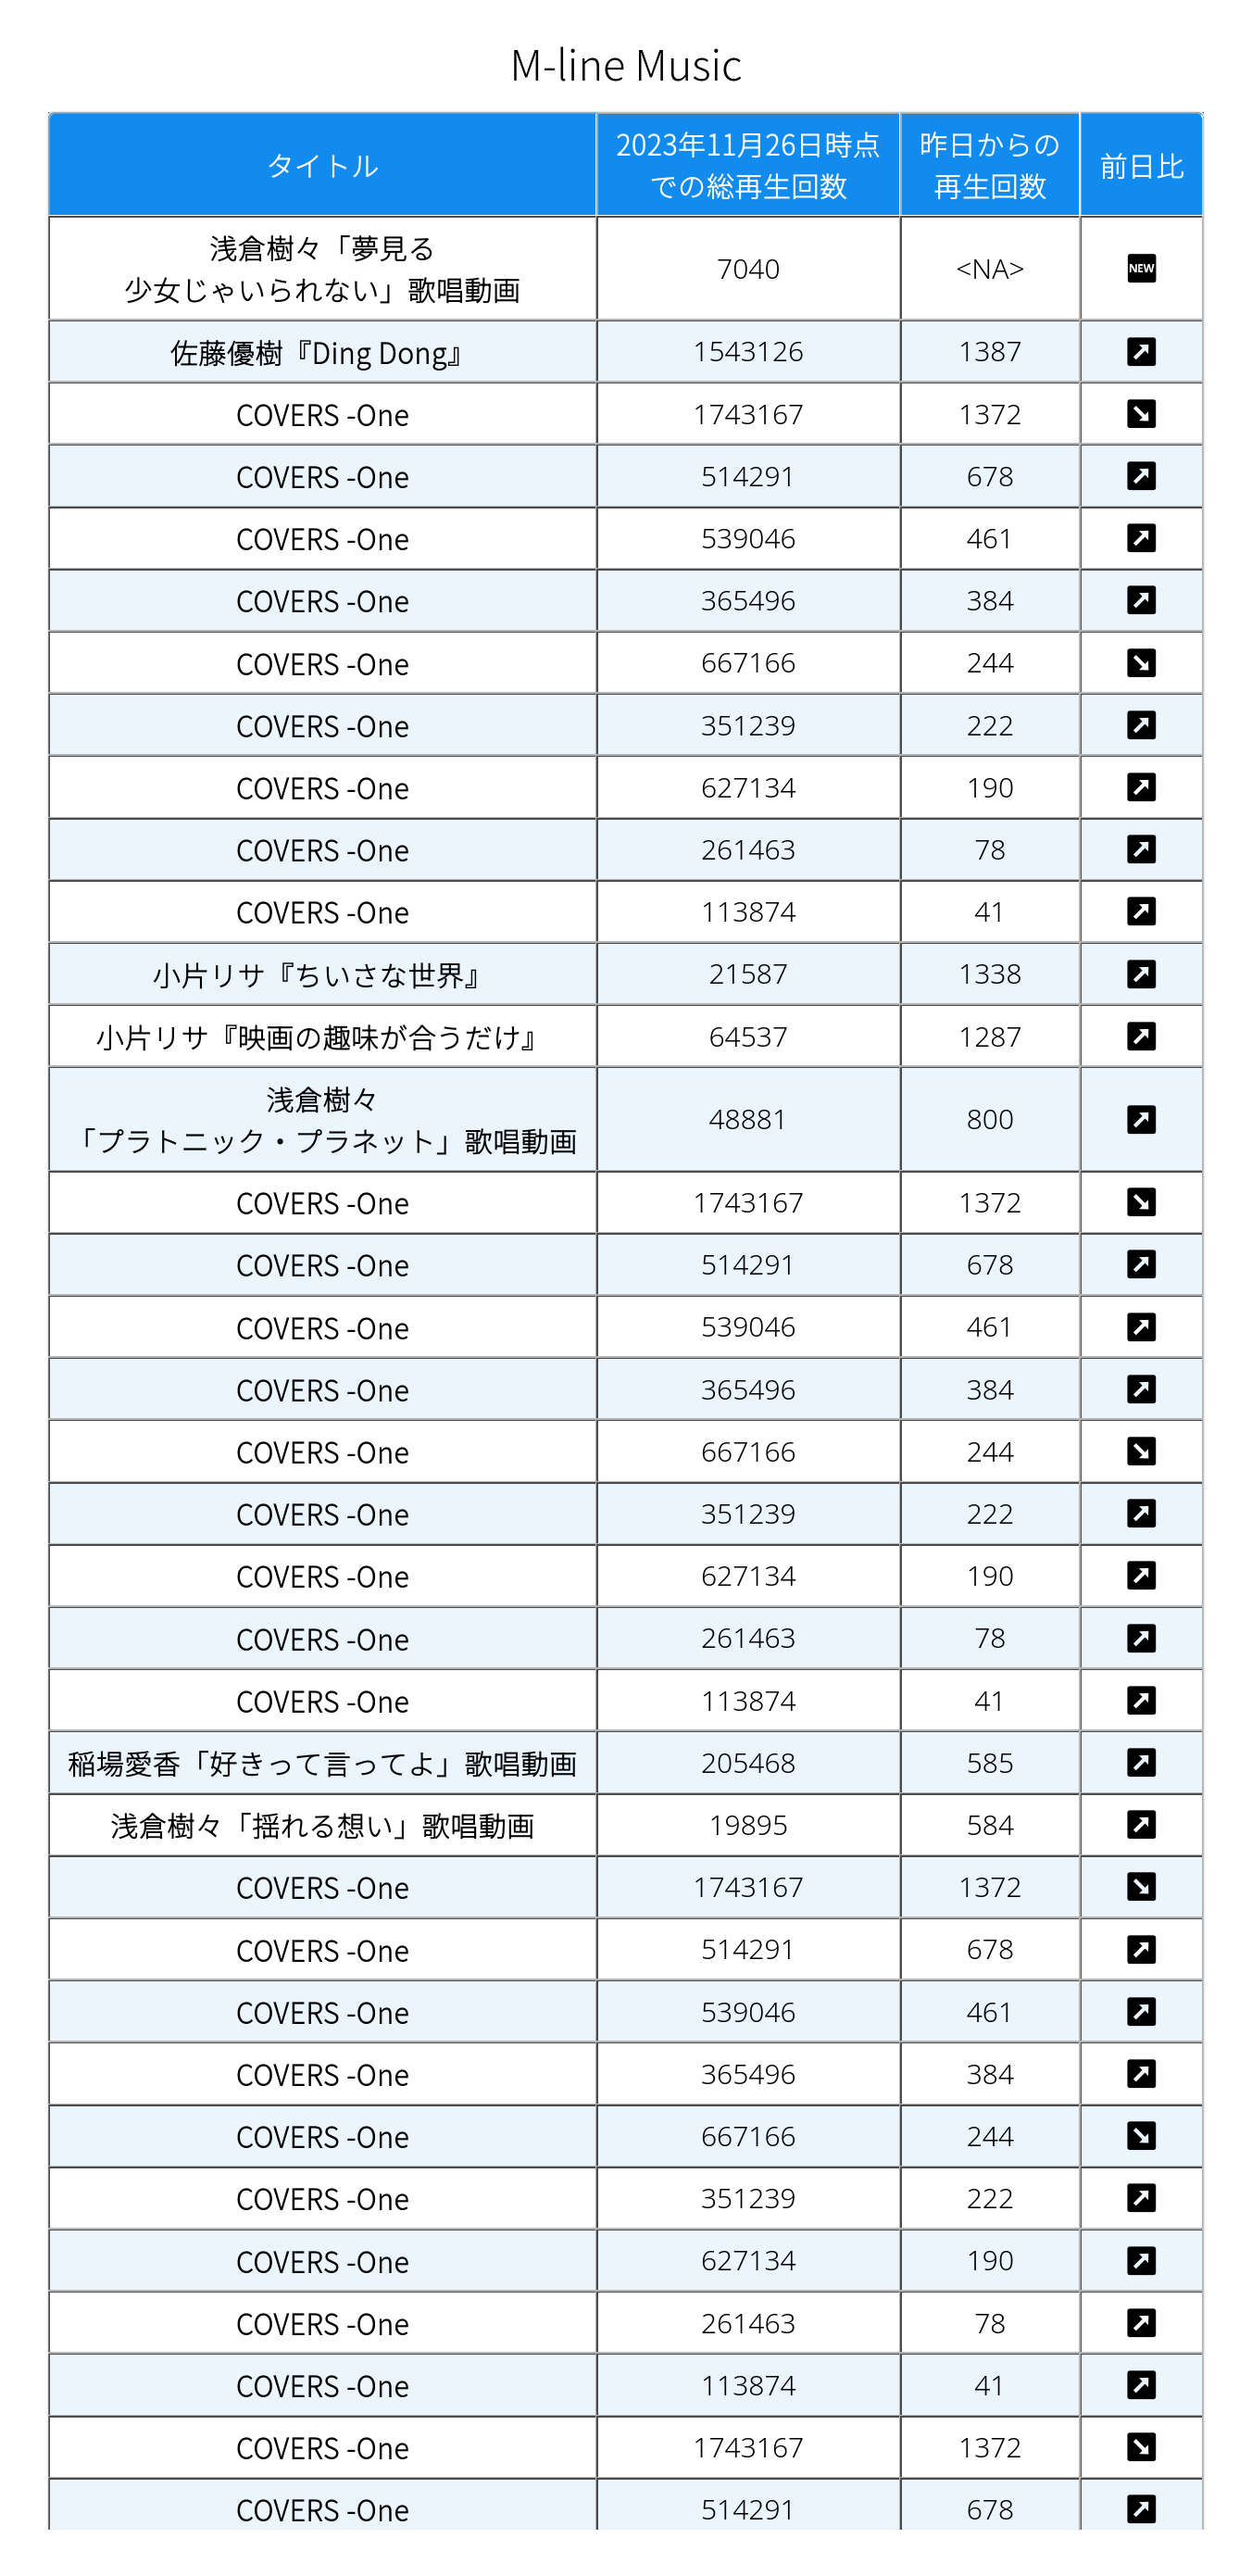 M-line Music
タイトル 2023年11月26日時点 昨日からの 前日比
での総再生回数 再生回数
浅倉樹々「夢見る
少女じゃいられない」歌唱動画 7040 <NA> NEW
佐藤優樹『Ding Dong』 1543126 1387 ↗
COVERS -One 1743167 1372 ↘
COVERS -One 514291 678 ↗
COVERS -One 539046 461 ↗
COVERS -One 365496 384 ↗
COVERS -One 667166 244 ↘
COVERS -One 351239 222 ↗
COVERS -One 627134 190 ↗
COVERS -One 261463 78 ↗
COVERS -One 113874 41 ↗
小片リサ『ちいさな世界』 21587 1338 ↗
小片リサ『映画の趣味が合うだけ』 64537 1287 ↗
浅倉樹々
「プラトニック・プラネット」歌唱動画 48881 800 ↗
COVERS -One 1743167 1372 ↘
COVERS -One 514291 678 ↗
COVERS -One 539046 461 ↗
COVERS -One 365496 384 ↗
COVERS -One 667166 244 ↘
COVERS -One 351239 222 ↗
COVERS -One 627134 190 ↗
COVERS -One 261463 78 ↗
COVERS -One 113874 41 ↗
稲場愛香「好きって言ってよ」歌唱動画 205468 585 ↗
浅倉樹々「揺れる想い」歌唱動画 19895 584 ↗
COVERS -One 1743167 1372 ↘
COVERS -One 514291 678 ↗
COVERS -One 539046 461 ↗
COVERS -One 365496 384 ↗
COVERS -One 667166 244 ↘
COVERS -One 351239 222 ↗
COVERS -One 627134 190 ↗
COVERS -One 261463 78 ↗
COVERS -One 113874 41 ↗
COVERS -One 1743167 1372 ↘
COVERS -One 514291 678 ↗